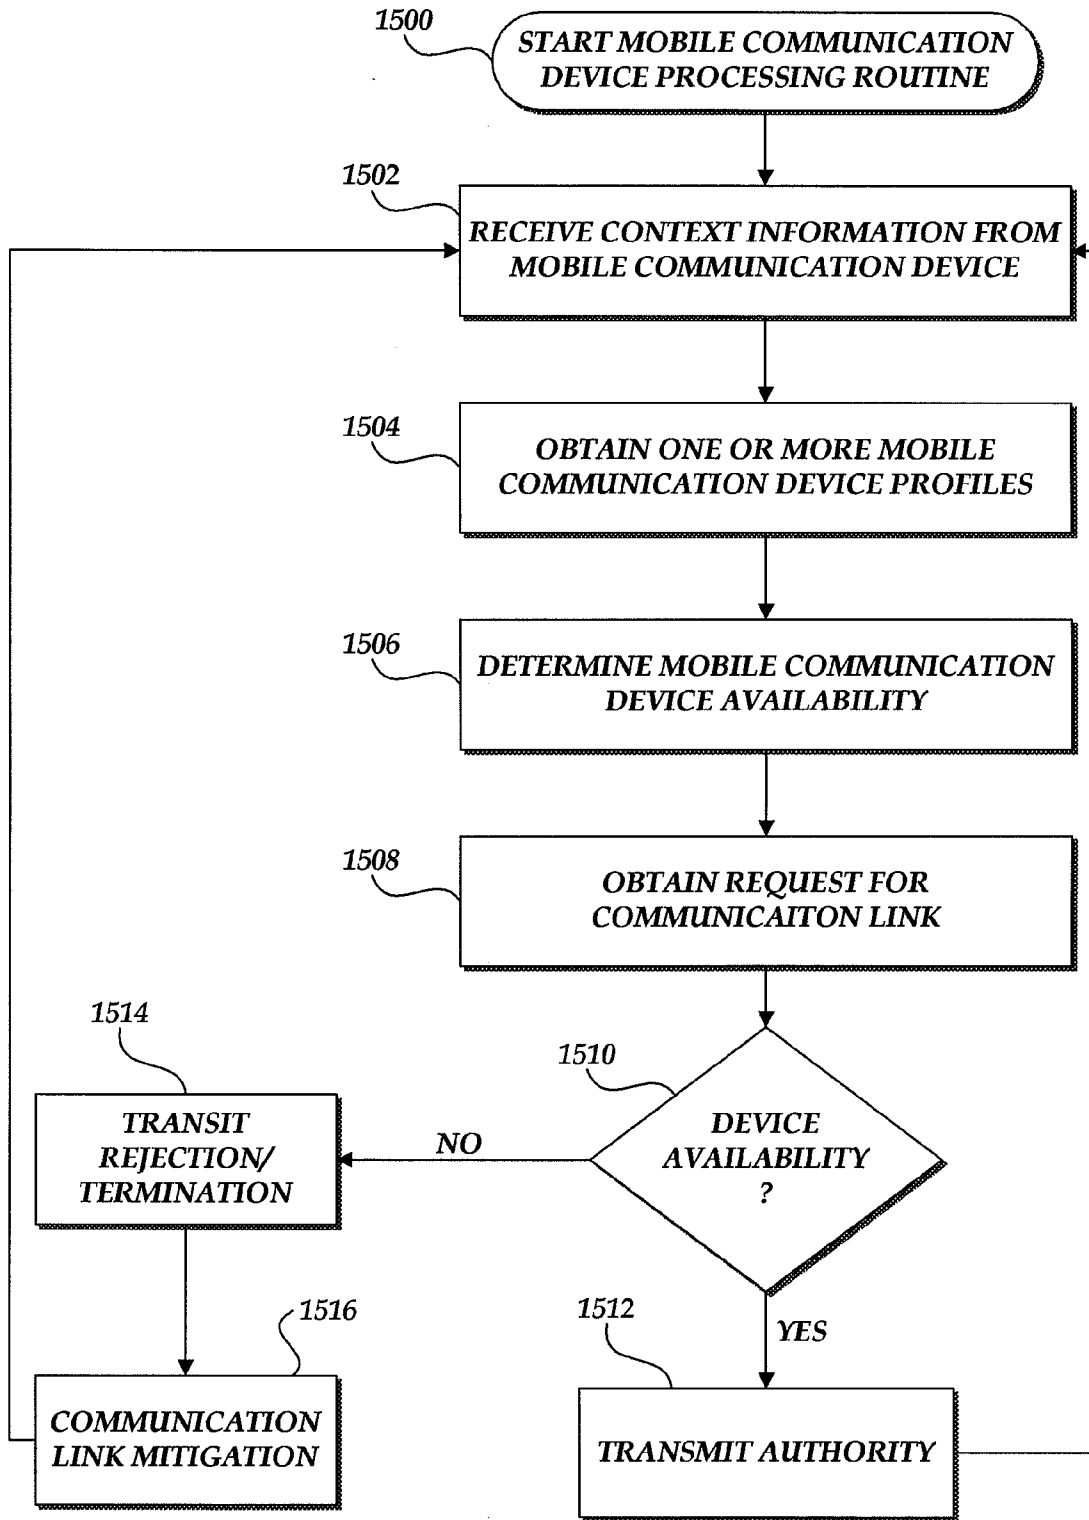 1500
START MOBILE COMMUNICATION
DEVICE PROCESSING ROUTINE
1502
RECEIVE CONTEXT INFORMATION FROM
MOBILE COMMUNICATION DEVICE
1504
OBTAIN ONE OR MORE MOBILE
COMMUNICATION DEVICE PROFILES
1506
DETERMINE MOBILE COMMUNICATION
DEVICE AVAILABILITY
1508
OBTAIN REQUEST FOR
COMMUNICAITON LINK
1510
DEVICE
AVAILABILITY
?
NO
1514
TRANSIT
REJECTION/
TERMINATION
1516
COMMUNICATION
LINK MITIGATION
YES
1512
TRANSMIT AUTHORITY